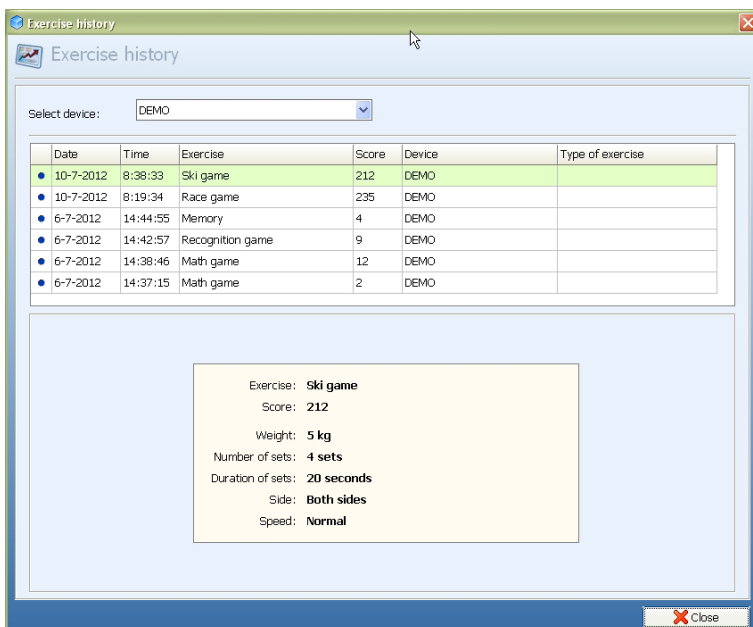 Exercise history
Exercise history
Select device: DEMO
Date Time Exercise Score Device Type of exercise
10-7-2012 8:38:33 Ski game 212 DEMO
10-7-2012 8:19:34 Race game 235 DEMO
6-7-2012 14:44:55 Memory 4 DEMO
6-7-2012 14:42:57 Recognition game 9 DEMO
6-7-2012 14:38:46 Math game 12 DEMO
6-7-2012 14:37:15 Math game 2 DEMO
Exercise: Ski game
Score: 212
Weight: 5 kg
Number of sets: 4 sets
Duration of sets: 20 seconds
Side: Both sides
Speed: Normal
Close